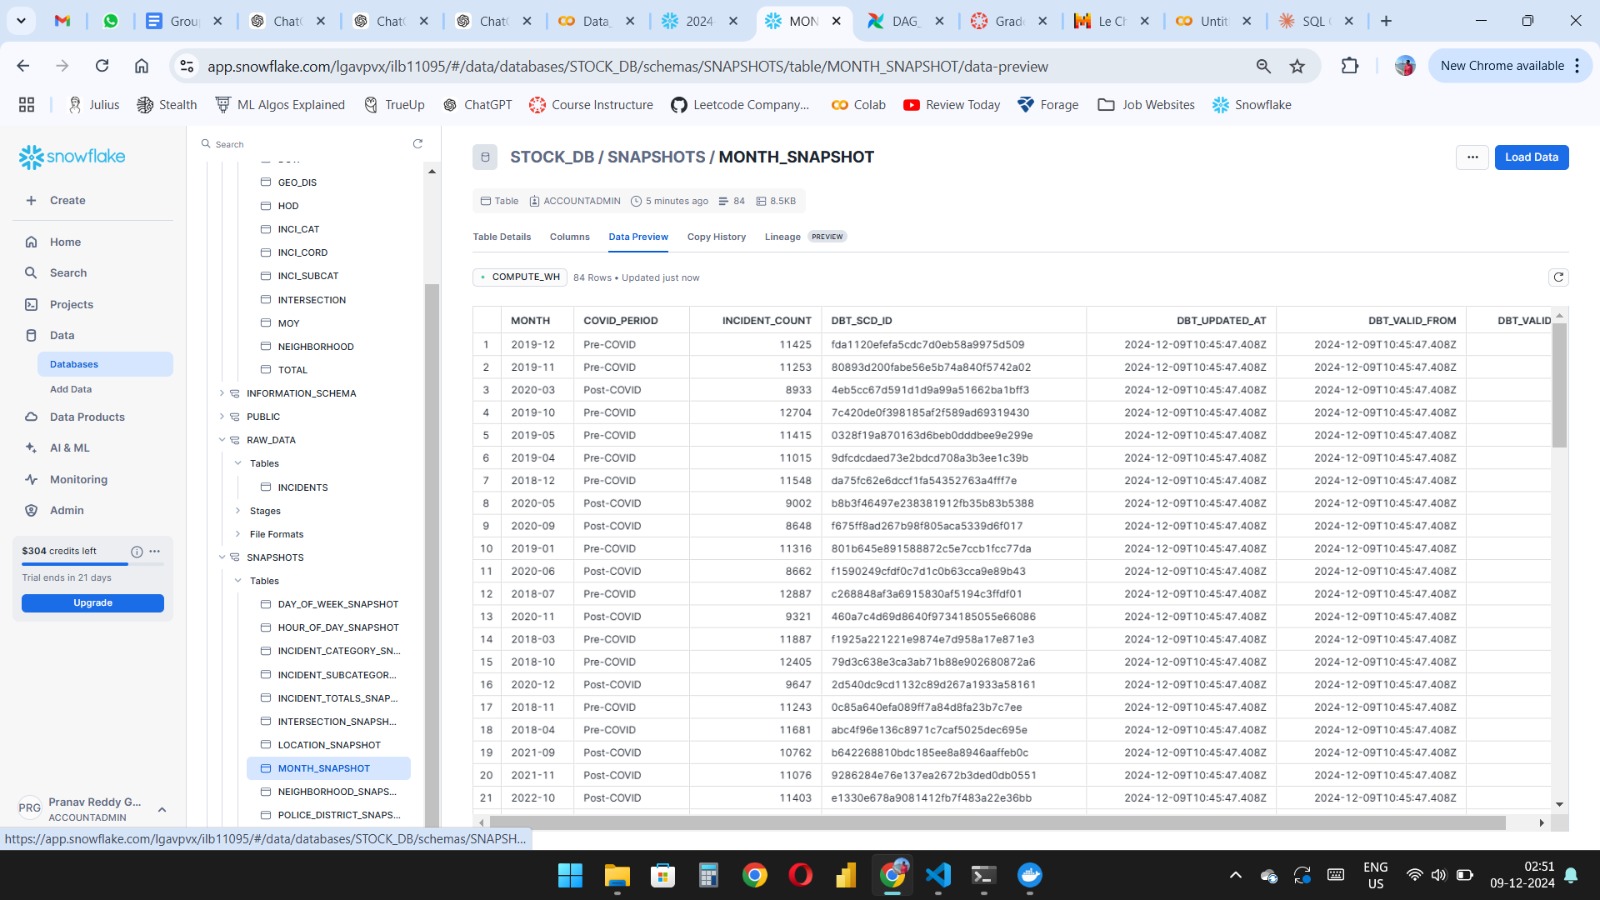 Group
ChatG
ChatG
ChatG
Data_
2024-
MON
DAG_
Grade
Le Ch
Untit
SQL
app.snowflake.com/lgavpvx/ilb11095/#/data/databases/STOCK_DB/schemas/SNAPSHOTS/table/MONTH_SNAPSHOT/data-preview
New Chrome available
Julius
Stealth
ML Algos Explained
TrueUp
ChatGPT
Course Instructure
Leetcode Company...
Colab
Review Today
Forage
Job Websites
Snowflake
snowflake
Create
Home
Search
Projects
Data
Databases
Add Data
Data Products
AI & ML
Monitoring
Admin
$304 credits left
Trial ends in 21 days
Upgrade
PRG
Pranav Reddy G...
ACCOUNTADMIN
Search
GEO_DIS
HOD
INCI_CAT
INCI_CORD
INCI_SUBCAT
INTERSECTION
MOY
NEIGHBORHOOD
TOTAL
INFORMATION_SCHEMA
PUBLIC
RAW_DATA
Tables
INCIDENTS
Stages
File Formats
SNAPSHOTS
Tables
DAY_OF_WEEK_SNAPSHOT
HOUR_OF_DAY_SNAPSHOT
INCIDENT_CATEGORY_SN...
INCIDENT_SUBCATEGOR...
INCIDENT_TOTALS_SNAP...
INTERSECTION_SNAPSH...
LOCATION_SNAPSHOT
MONTH_SNAPSHOT
NEIGHBORHOOD_SNAPS...
POLICE_DISTRICT_SNAPS...
STOCK_DB / SNAPSHOTS / MONTH_SNAPSHOT
...
Load Data
Table ACCOUNTADMIN 5 minutes ago 84 8.5KB
Table Details Columns Data Preview Copy History Lineage PREVIEW
COMPUTE_WH 84 Rows • Updated just now
MONTH COVID_PERIOD INCIDENT_COUNT DBT_SCD_ID DBT_UPDATED_AT DBT_VALID_FROM DBT_VALID
1 2019-12 Pre-COVID 11425 fda1120efefa5cdc7d0eb58a9975d509 2024-12-09T10:45:47.408Z 2024-12-09T10:45:47.408Z
2 2019-11 Pre-COVID 11253 80893d200fabe56e5b74a840f5742a02 2024-12-09T10:45:47.408Z 2024-12-09T10:45:47.408Z
3 2020-03 Post-COVID 8933 4eb5cc67d591d1d9a99a51662ba1bff3 2024-12-09T10:45:47.408Z 2024-12-09T10:45:47.408Z
4 2019-10 Pre-COVID 12704 7c420de0f398185af2f589ad69319430 2024-12-09T10:45:47.408Z 2024-12-09T10:45:47.408Z
5 2019-05 Pre-COVID 11415 0328f19a870163d6beb0dddbee9e299e 2024-12-09T10:45:47.408Z 2024-12-09T10:45:47.408Z
6 2019-04 Pre-COVID 11015 9dfcdcdaed73e2bdcd708a3b3ee1c39b 2024-12-09T10:45:47.408Z 2024-12-09T10:45:47.408Z
7 2018-12 Pre-COVID 11548 da75fc62e6dccf1fa54352763a4fff7e 2024-12-09T10:45:47.408Z 2024-12-09T10:45:47.408Z
8 2020-05 Post-COVID 9002 b8b3f46497e238381912fb35b83b5388 2024-12-09T10:45:47.408Z 2024-12-09T10:45:47.408Z
9 2020-09 Post-COVID 8648 f675ff8ad267b98f805aca5339d6f017 2024-12-09T10:45:47.408Z 2024-12-09T10:45:47.408Z
10 2019-01 Pre-COVID 11316 801b645e891588872c5e7ccb1fcc77da 2024-12-09T10:45:47.408Z 2024-12-09T10:45:47.408Z
11 2020-06 Post-COVID 8662 f1590249cfdf0c7d1c0b63cca9e89b43 2024-12-09T10:45:47.408Z 2024-12-09T10:45:47.408Z
12 2018-07 Pre-COVID 12887 c268848af3a6915830af5194c3ffdf01 2024-12-09T10:45:47.408Z 2024-12-09T10:45:47.408Z
13 2020-11 Post-COVID 9321 460a7c4d69d8640f9734185055e66086 2024-12-09T10:45:47.408Z 2024-12-09T10:45:47.408Z
14 2018-03 Pre-COVID 11887 f1925a221221e9874e7d958a17e871e3 2024-12-09T10:45:47.408Z 2024-12-09T10:45:47.408Z
15 2018-10 Pre-COVID 12405 79d3c638e3ca3ab71b88e902680872a6 2024-12-09T10:45:47.408Z 2024-12-09T10:45:47.408Z
16 2020-12 Post-COVID 9647 2d540dc9cd1132c89d267a1933a58161 2024-12-09T10:45:47.408Z 2024-12-09T10:45:47.408Z
17 2018-11 Pre-COVID 11243 0c85a640efa089ff7a84d8fa23b7c7ee 2024-12-09T10:45:47.408Z 2024-12-09T10:45:47.408Z
18 2018-04 Pre-COVID 11681 abc4f96e136c8971c7caf5025dec695e 2024-12-09T10:45:47.408Z 2024-12-09T10:45:47.408Z
19 2021-09 Post-COVID 10762 b642268810bdc185ee8a8946aaffeb0c 2024-12-09T10:45:47.408Z 2024-12-09T10:45:47.408Z
20 2021-11 Post-COVID 11076 9286284e76e137ea2672b3ded0db0551 2024-12-09T10:45:47.408Z 2024-12-09T10:45:47.408Z
21 2022-10 Post-COVID 11403 e1330e678a9081412fb7f483a22e36bb 2024-12-09T10:45:47.408Z 2024-12-09T10:45:47.408Z
https://app.snowflake.com/lgavpvx/ilb11095/#/data/databases/STOCK_DB/schemas/SNAPSH...
ENG
US
02:51
09-12-2024